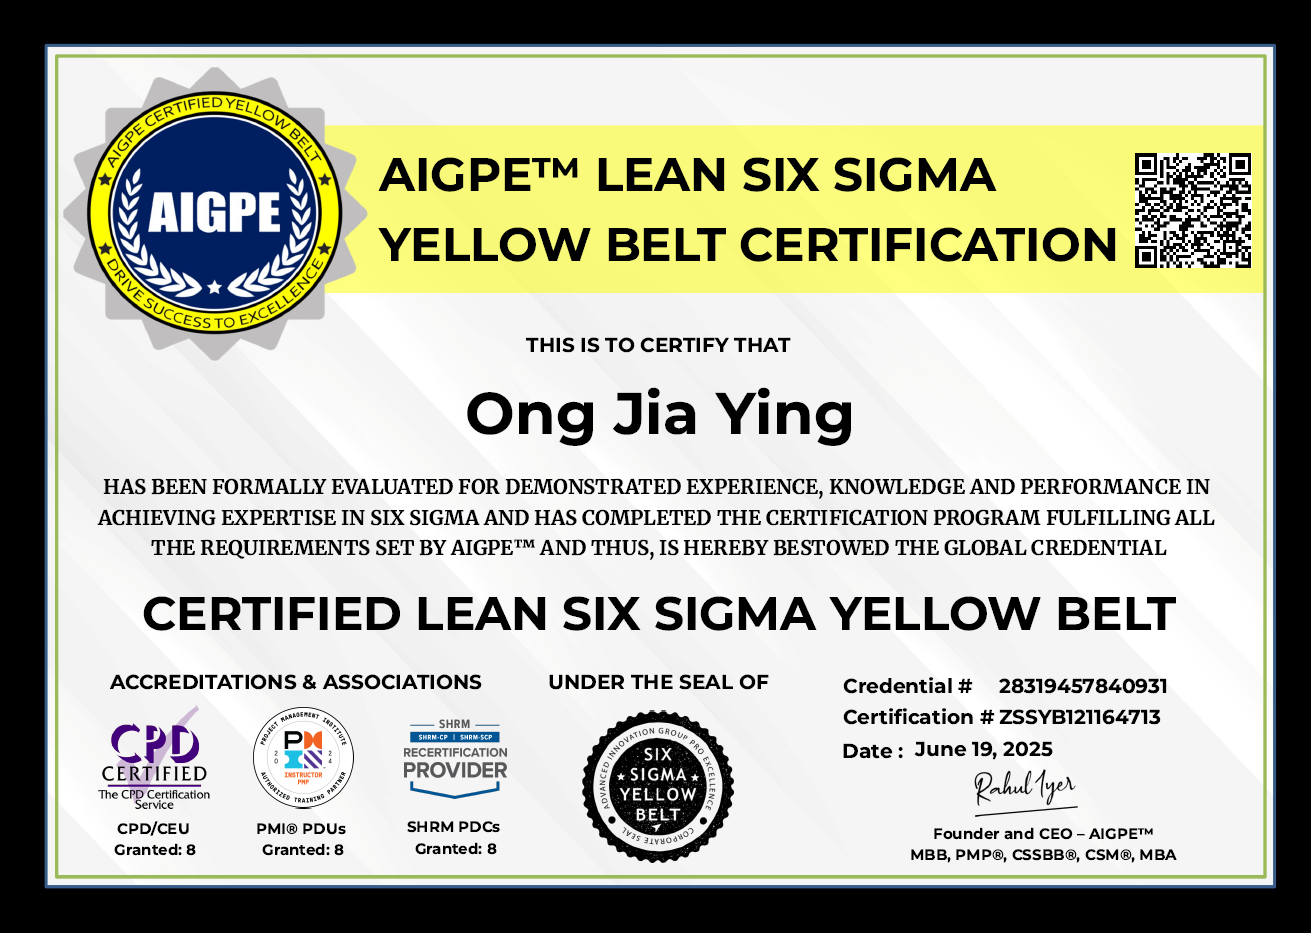 AIGPE CERTIFIED YELLOW BELT
AIGPE
DRIVE SUCCESS TO EXCELLENCE
AIGPE™ LEAN SIX SIGMA
YELLOW BELT CERTIFICATION
THIS IS TO CERTIFY THAT
Ong Jia Ying
HAS BEEN FORMALLY EVALUATED FOR DEMONSTRATED EXPERIENCE, KNOWLEDGE AND PERFORMANCE IN
ACHIEVING EXPERTISE IN SIX SIGMA AND HAS COMPLETED THE CERTIFICATION PROGRAM FULFILLING ALL
THE REQUIREMENTS SET BY AIGPE™ AND THUS, IS HEREBY BESTOWED THE GLOBAL CREDENTIAL
CERTIFIED LEAN SIX SIGMA YELLOW BELT
ACCREDITATIONS & ASSOCIATIONS
CPD
CERTIFIED
The CPD Certification
Service
CPD/CEU
Granted: 8
PROJECT MANAGEMENT INSTITUTE
PM
20 24
INSTRUCTOR
PMP
AUTHORIZED TRAINING PARTNER
PMI® PDUs
Granted: 8
SHRM
SHRM-CP | SHRM-SCP
RECERTIFICATION
PROVIDER
SHRM PDCs
Granted: 8
UNDER THE SEAL OF
ADVANCED INNOVATION GROUP PRO EXCELLENCE
SIX
SIGMA
YELLOW
BELT
CORPORATE SEAL
Credential # 28319457840931
Certification # ZSSYB121164713
Date : June 19, 2025
Rahul Iyer
Founder and CEO – AIGPE™
MBB, PMP®, CSSBB®, CSM®, MBA